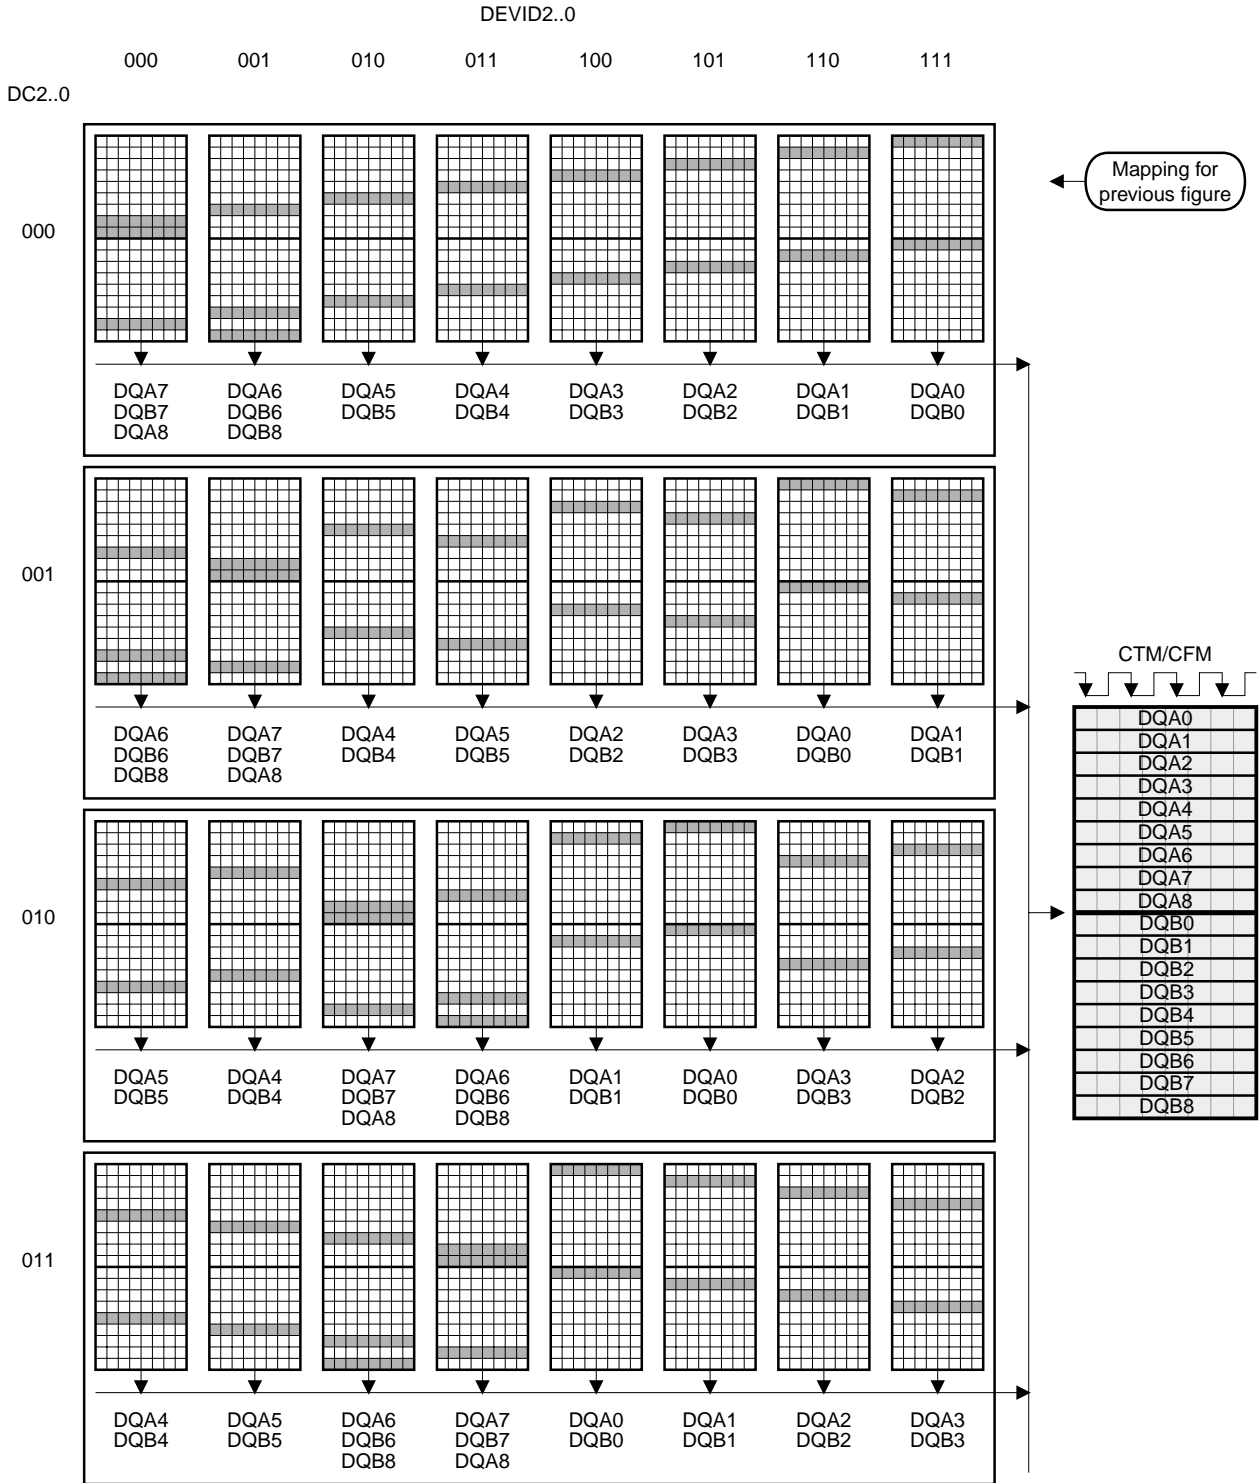 DEVID2..0
000 001 010 011 100 101 110 111
DC2..0
Mapping for
previous figure
000
DQA7 DQA6 DQA5 DQA4 DQA3 DQA2 DQA1 DQA0
DQB7 DQB6 DQB5 DQB4 DQB3 DQB2 DQB1 DQB0
DQA8 DQB8
001
DQA6 DQA7 DQA4 DQA5 DQA2 DQA3 DQA0 DQA1
DQB6 DQB7 DQB4 DQB5 DQB2 DQB3 DQB0 DQB1
DQB8 DQA8
010
DQA5 DQA4 DQA7 DQA6 DQA1 DQA0 DQA3 DQA2
DQB5 DQB4 DQB7 DQB6 DQB1 DQB0 DQB3 DQB2
DQA8 DQB8
011
DQA4 DQA5 DQA6 DQA7 DQA0 DQA1 DQA2 DQA3
DQB4 DQB5 DQB6 DQB7 DQB0 DQB1 DQB2 DQB3
DQB8 DQA8
CTM/CFM
DQA0
DQA1
DQA2
DQA3
DQA4
DQA5
DQA6
DQA7
DQA8
DQB0
DQB1
DQB2
DQB3
DQB4
DQB5
DQB6
DQB7
DQB8